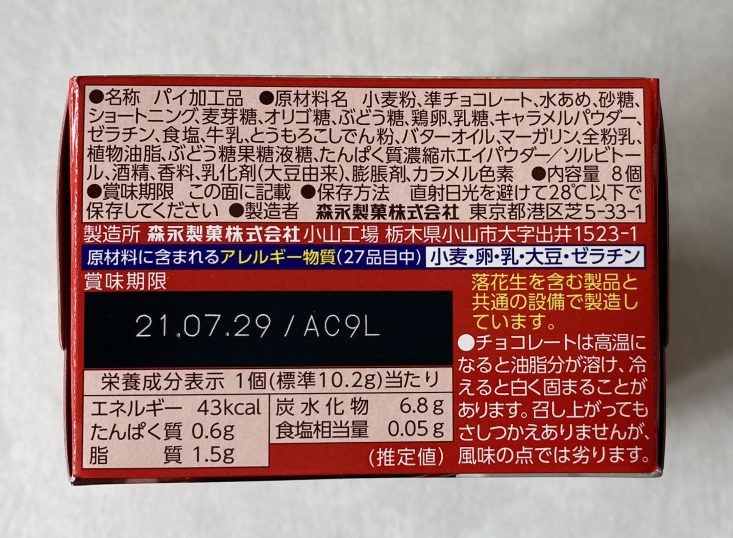 ●名称 パイ加工品 ●原材料名 小麦粉、準チョコレート、水あめ、砂糖、
ショートニング、麦芽糖、オリゴ糖、ぶどう糖、鶏卵、乳糖、キャラメルパウダー、
ゼラチン、食塩、牛乳、とうもろこしでん粉、バターオイル、マーガリン、全粉乳、
植物油脂、ぶどう糖果糖液糖、たんぱく質濃縮ホエイパウダー／ソルビトー
ル、酒精、香料、乳化剤(大豆由来)、膨脹剤、カラメル色素 ●内容量 8個
●賞味期限 この面に記載 ●保存方法 直射日光を避けて28℃以下で
保存してください ●製造者 森永製菓株式会社 東京都港区芝5-33-1
製造所 森永製菓株式会社小山工場 栃木県小山市大字出井1523-1
原材料に含まれるアレルギー物質(27品目中) 小麦・卵・乳・大豆・ゼラチン
賞味期限
21.07.29/AC9L
栄養成分表示 1個(標準10.2g)当たり
エネルギー 43kcal
たんぱく質 0.6g
脂質 1.5g
炭水化物 6.8g
食塩相当量 0.05g
(推定値)
落花生を含む製品と
共通の設備で製造し
ています。
●チョコレートは高温に
なると油脂分が溶け、冷
えると白く固まることが
あります。召し上がっても
さしつかえありませんが、
風味の点では劣ります。